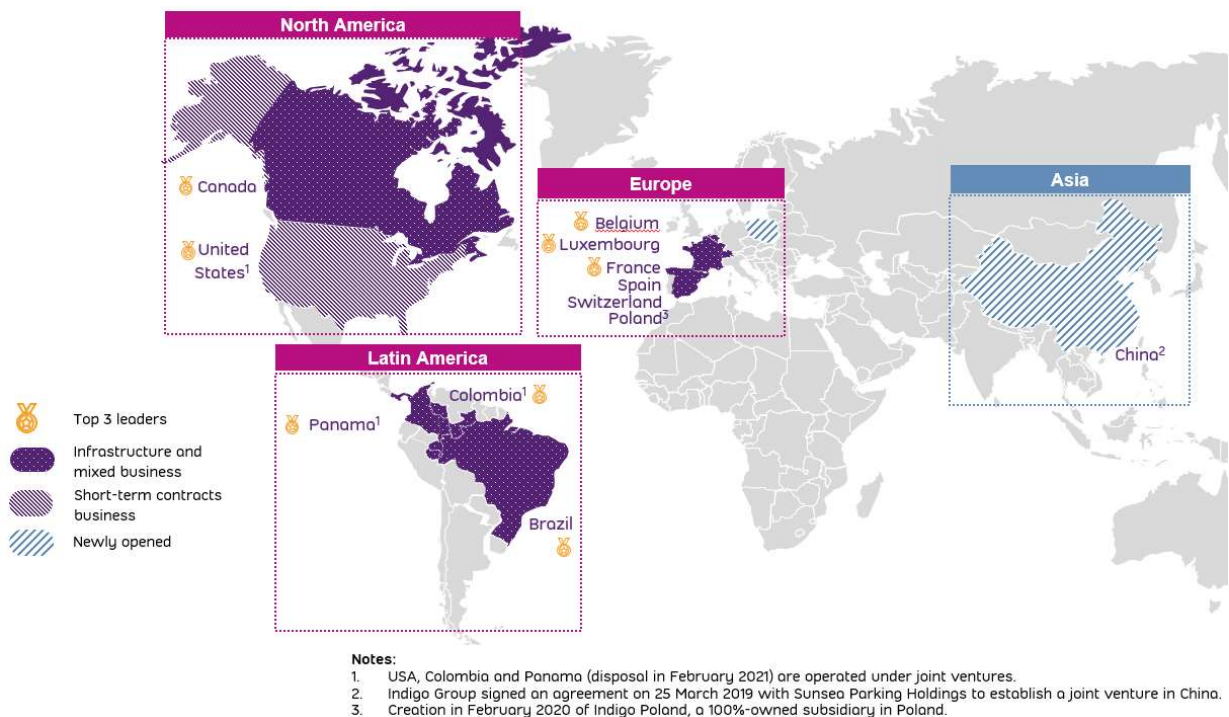 North America
Canada
United
States1
Europe
Belgium
Luxembourg
France
Spain
Switzerland
Poland3
Asia
China2
Latin America
Colombia1
Panama1
Brazil
Top 3 leaders
Infrastructure and
mixed business
Short-term contracts
business
Newly opened
Notes:
1. USA, Colombia and Panama (disposal in February 2021) are operated under joint ventures.
2. Indigo Group signed an agreement on 25 March 2019 with Sunsea Parking Holdings to establish a joint venture in China.
3. Creation in February 2020 of Indigo Poland, a 100%-owned subsidiary in Poland.